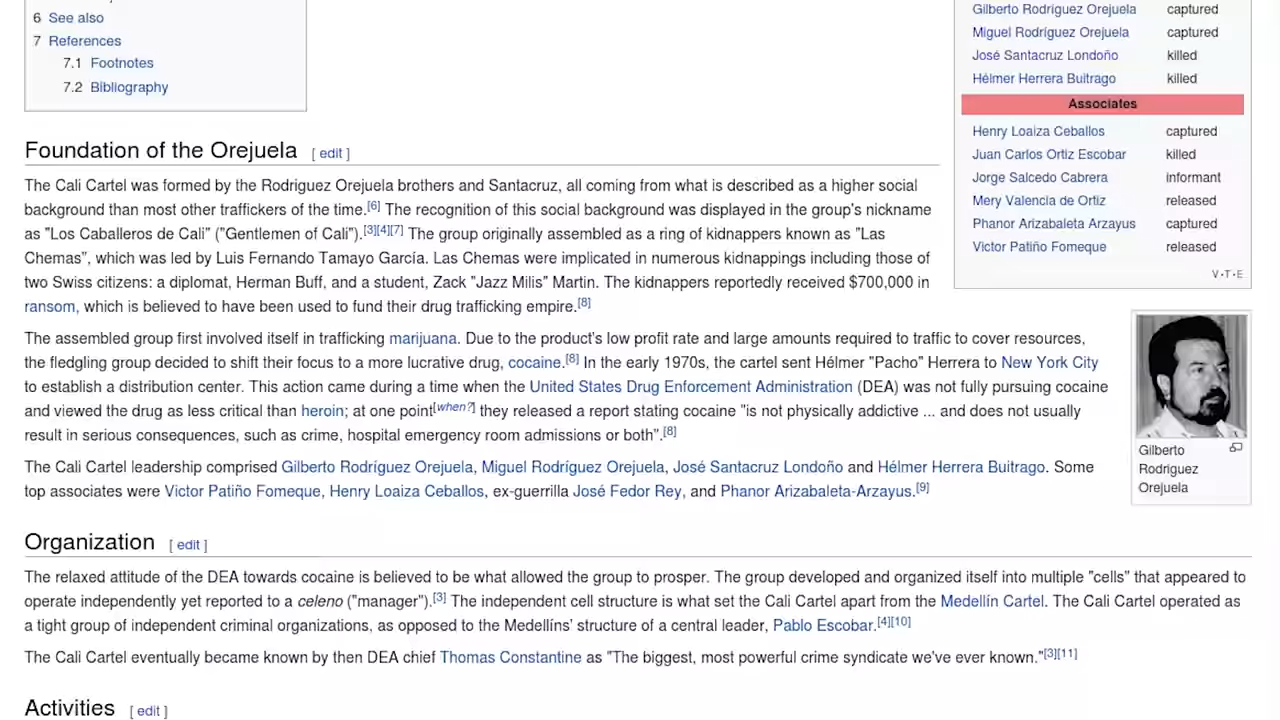 6 See also
7 References
7.1 Footnotes
7.2 Bibliography
Gilberto Rodríguez Orejuela captured
Miguel Rodríguez Orejuela captured
José Santacruz Londoño killed
Hélmer Herrera Buitrago killed
Associates
Henry Loaiza Ceballos captured
Juan Carlos Ortiz Escobar killed
Jorge Salcedo Cabrera informant
Mery Valencia de Ortiz released
Phanor Arizabaleta Arzayus captured
Victor Patiño Fomeque released
V·T·E
Foundation of the Orejuela [ edit ]
The Cali Cartel was formed by the Rodriguez Orejuela brothers and Santacruz, all coming from what is described as a higher social
background than most other traffickers of the time.[6] The recognition of this social background was displayed in the group's nickname
as "Los Caballeros de Cali" ("Gentlemen of Cali").[3][4][7] The group originally assembled as a ring of kidnappers known as "Las
Chemas", which was led by Luis Fernando Tamayo García. Las Chemas were implicated in numerous kidnappings including those of
two Swiss citizens: a diplomat, Herman Buff, and a student, Zack "Jazz Milis" Martin. The kidnappers reportedly received $700,000 in
ransom, which is believed to have been used to fund their drug trafficking empire.[8]
The assembled group first involved itself in trafficking marijuana. Due to the product's low profit rate and large amounts required to traffic to cover resources,
the fledgling group decided to shift their focus to a more lucrative drug, cocaine.[8] In the early 1970s, the cartel sent Hélmer "Pacho" Herrera to New York City
to establish a distribution center. This action came during a time when the United States Drug Enforcement Administration (DEA) was not fully pursuing cocaine
and viewed the drug as less critical than heroin; at one point[when?] they released a report stating cocaine "is not physically addictive ... and does not usually
result in serious consequences, such as crime, hospital emergency room admissions or both".[8]
The Cali Cartel leadership comprised Gilberto Rodríguez Orejuela, Miguel Rodríguez Orejuela, José Santacruz Londoño and Hélmer Herrera Buitrago. Some
top associates were Victor Patiño Fomeque, Henry Loaiza Ceballos, ex-guerrilla José Fedor Rey, and Phanor Arizabaleta-Arzayus.[9]
Gilberto
Rodriguez
Orejuela
Organization [ edit ]
The relaxed attitude of the DEA towards cocaine is believed to be what allowed the group to prosper. The group developed and organized itself into multiple "cells" that appeared to
operate independently yet reported to a celeno ("manager").[3] The independent cell structure is what set the Cali Cartel apart from the Medellín Cartel. The Cali Cartel operated as
a tight group of independent criminal organizations, as opposed to the Medellíns' structure of a central leader, Pablo Escobar.[4][10]
The Cali Cartel eventually became known by then DEA chief Thomas Constantine as "The biggest, most powerful crime syndicate we've ever known."[3][11]
Activities [ edit ]